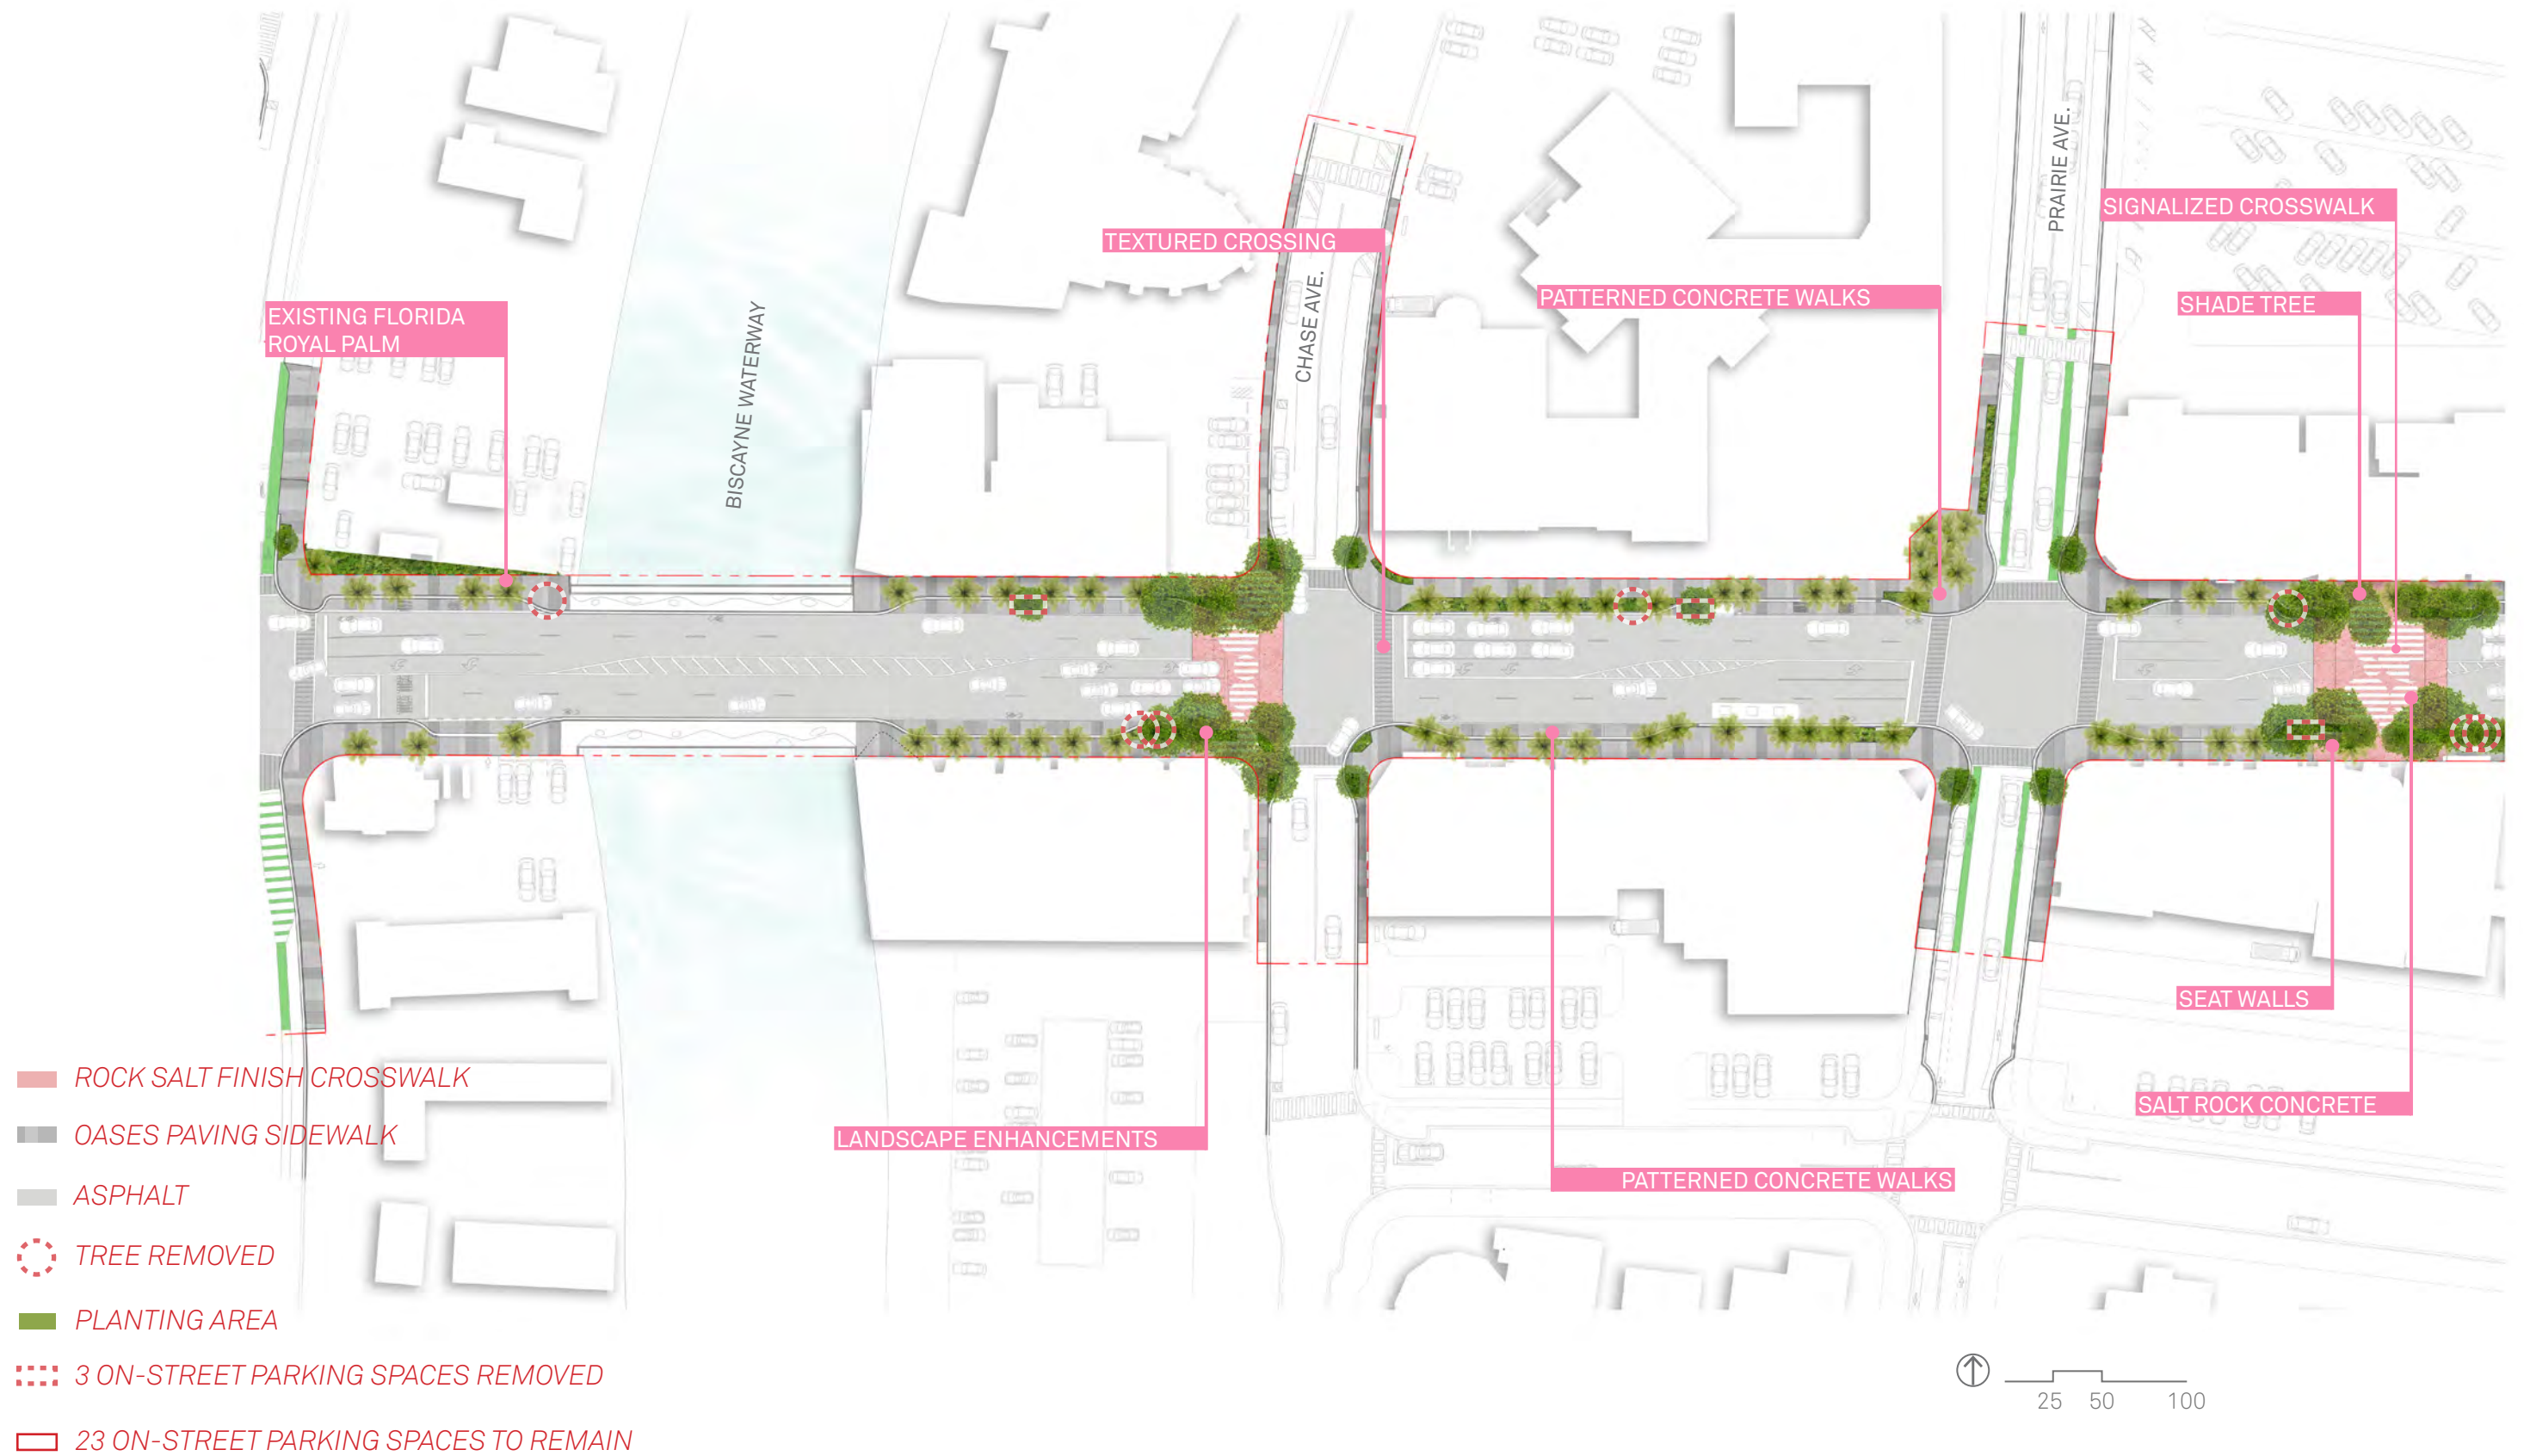 PRAIRIE AVE.
SIGNALIZED CROSSWALK
TEXTURED CROSSING
CHASE AVE.
PATTERNED CONCRETE WALKS
SHADE TREE
EXISTING FLORIDA
ROYAL PALM
BISCAYNE WATERWAY
SEAT WALLS
SALT ROCK CONCRETE
LANDSCAPE ENHANCEMENTS
PATTERNED CONCRETE WALKS
ROCK SALT FINISH CROSSWALK
OASES PAVING SIDEWALK
ASPHALT
TREE REMOVED
PLANTING AREA
3 ON-STREET PARKING SPACES REMOVED
23 ON-STREET PARKING SPACES TO REMAIN
25 50 100